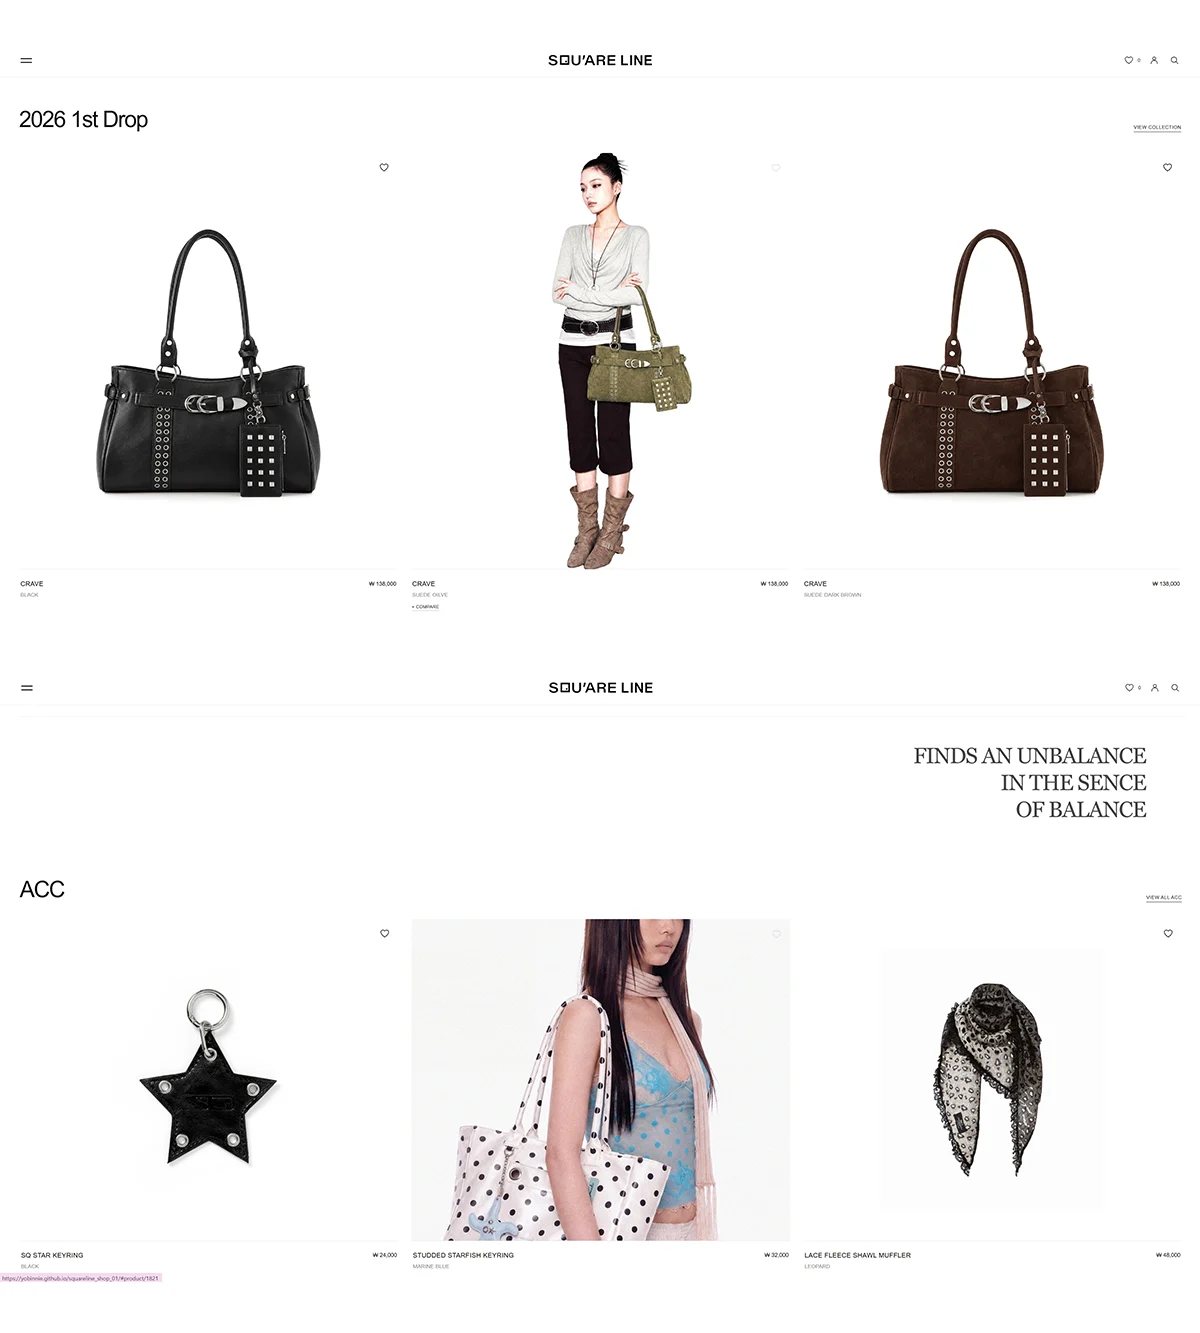 SQU'ARE LINE
0
2026 1st Drop
VIEW COLLECTION
CRAVE
₩ 138,000
BLACK
CRAVE
₩ 138,000
SUEDE OILVE
+ COMPARE
CRAVE
₩ 138,000
SUEDE DARK BROWN
SQU'ARE LINE
0
FINDS AN UNBALANCE
IN THE SENCE
OF BALANCE
ACC
VIEW ALL ACC
SQ STAR KEYRING
₩ 24,000
BLACK
STUDDED STARFISH KEYRING
₩ 32,000
MARINE BLUE
LACE FLEECE SHAWL MUFFLER
₩ 48,000
LEOPARD
https://yobinnie.github.io/squareline_shop_01/#product/1821